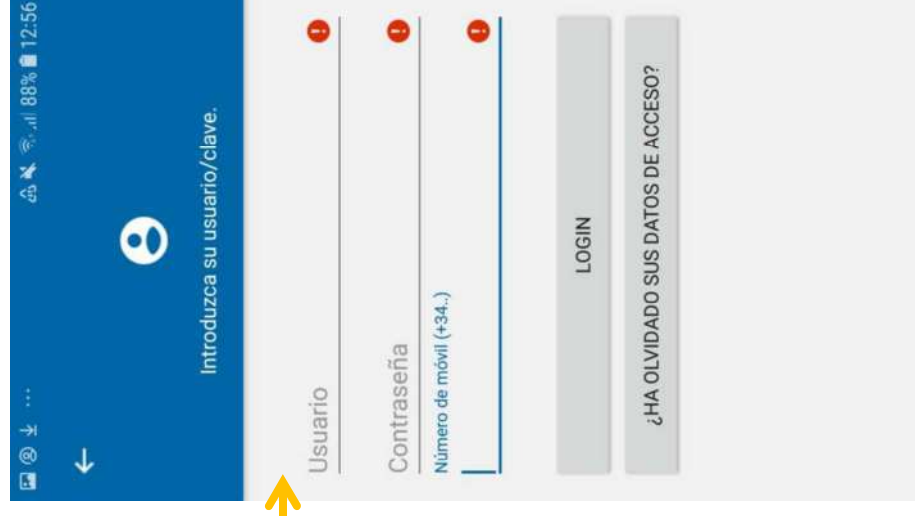 88% 12:56
Introduzca su usuario/clave.
Usuario
Contraseña
Número de móvil (+34..)
LOGIN
¿HA OLVIDADO SUS DATOS DE ACCESO?